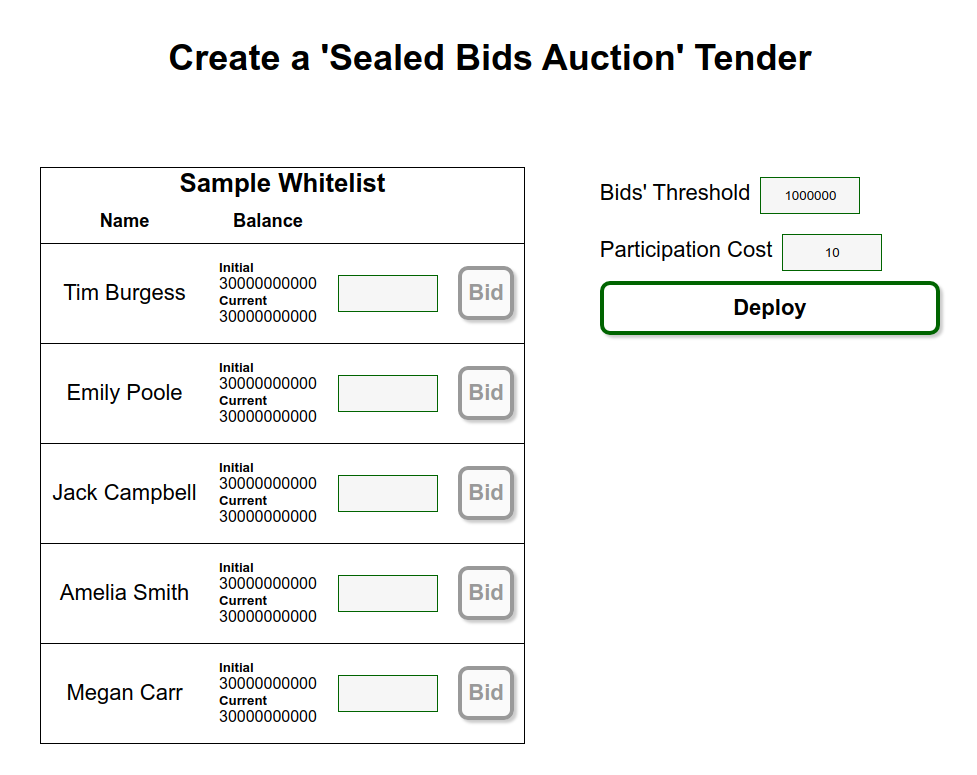 Create a 'Sealed Bids Auction' Tender
Sample Whitelist
Name Balance
Tim Burgess
Initial
30000000000
Current
30000000000
Bid
Emily Poole
Initial
30000000000
Current
30000000000
Bid
Jack Campbell
Initial
30000000000
Current
30000000000
Bid
Amelia Smith
Initial
30000000000
Current
30000000000
Bid
Megan Carr
Initial
30000000000
Current
30000000000
Bid
Bids' Threshold 1000000
Participation Cost 10
Deploy